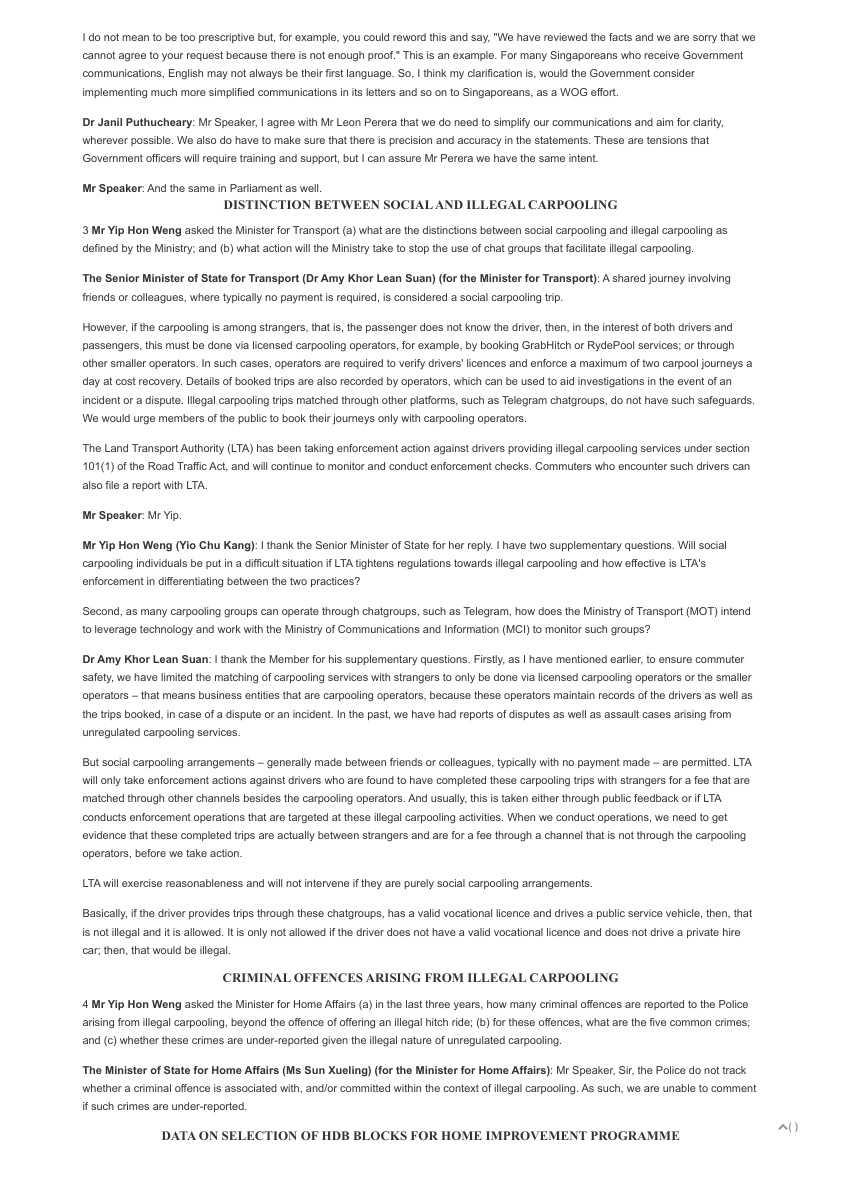 I do not mean to be too prescriptive but, for example, you could reword this and say, "We have reviewed the facts and we are sorry that we
cannot agree to your request because there is not enough proof." This is an example. For many Singaporeans who receive Government
communications, English may not always be their first language. So, I think my clarification is, would the Government consider
implementing much more simplified communications in its letters and so on to Singaporeans, as a WOG effort.
Dr Janil Puthucheary: Mr Speaker, I agree with Mr Leon Perera that we do need to simplify our communications and aim for clarity,
wherever possible. We also do have to make sure that there is precision and accuracy in the statements. These are tensions that
Government officers will require training and support, but I can assure Mr Perera we have the same intent.
Mr Speaker: And the same in Parliament as well.
DISTINCTION BETWEEN SOCIAL AND ILLEGAL CARPOOLING
3 Mr Yip Hon Weng asked the Minister for Transport (a) what are the distinctions between social carpooling and illegal carpooling as
defined by the Ministry; and (b) what action will the Ministry take to stop the use of chat groups that facilitate illegal carpooling.
The Senior Minister of State for Transport (Dr Amy Khor Lean Suan) (for the Minister for Transport): A shared journey involving
friends or colleagues, where typically no payment is required, is considered a social carpooling trip.
However, if the carpooling is among strangers, that is, the passenger does not know the driver, then, in the interest of both drivers and
passengers, this must be done via licensed carpooling operators, for example, by booking GrabHitch or RydePool services; or through
other smaller operators. In such cases, operators are required to verify drivers' licences and enforce a maximum of two carpool journeys a
day at cost recovery. Details of booked trips are also recorded by operators, which can be used to aid investigations in the event of an
incident or a dispute. Illegal carpooling trips matched through other platforms, such as Telegram chatgroups, do not have such safeguards.
We would urge members of the public to book their journeys only with carpooling operators.
The Land Transport Authority (LTA) has been taking enforcement action against drivers providing illegal carpooling services under section
101(1) of the Road Traffic Act, and will continue to monitor and conduct enforcement checks. Commuters who encounter such drivers can
also file a report with LTA.
Mr Speaker: Mr Yip.
Mr Yip Hon Weng (Yio Chu Kang): I thank the Senior Minister of State for her reply. I have two supplementary questions. Will social
carpooling individuals be put in a difficult situation if LTA tightens regulations towards illegal carpooling and how effective is LTA's
enforcement in differentiating between the two practices?
Second, as many carpooling groups can operate through chatgroups, such as Telegram, how does the Ministry of Transport (MOT) intend
to leverage technology and work with the Ministry of Communications and Information (MCI) to monitor such groups?
Dr Amy Khor Lean Suan: I thank the Member for his supplementary questions. Firstly, as I have mentioned earlier, to ensure commuter
safety, we have limited the matching of carpooling services with strangers to only be done via licensed carpooling operators or the smaller
operators – that means business entities that are carpooling operators, because these operators maintain records of the drivers as well as
the trips booked, in case of a dispute or an incident. In the past, we have had reports of disputes as well as assault cases arising from
unregulated carpooling services.
But social carpooling arrangements – generally made between friends or colleagues, typically with no payment made – are permitted. LTA
will only take enforcement actions against drivers who are found to have completed these carpooling trips with strangers for a fee that are
matched through other channels besides the carpooling operators. And usually, this is taken either through public feedback or if LTA
conducts enforcement operations that are targeted at these illegal carpooling activities. When we conduct operations, we need to get
evidence that these completed trips are actually between strangers and are for a fee through a channel that is not through the carpooling
operators, before we take action.
LTA will exercise reasonableness and will not intervene if they are purely social carpooling arrangements.
Basically, if the driver provides trips through these chatgroups, has a valid vocational licence and drives a public service vehicle, then, that
is not illegal and it is allowed. It is only not allowed if the driver does not have a valid vocational licence and does not drive a private hire
car; then, that would be illegal.
CRIMINAL OFFENCES ARISING FROM ILLEGAL CARPOOLING
4 Mr Yip Hon Weng asked the Minister for Home Affairs (a) in the last three years, how many criminal offences are reported to the Police
arising from illegal carpooling, beyond the offence of offering an illegal hitch ride; (b) for these offences, what are the five common crimes;
and (c) whether these crimes are under-reported given the illegal nature of unregulated carpooling.
The Minister of State for Home Affairs (Ms Sun Xueling) (for the Minister for Home Affairs): Mr Speaker, Sir, the Police do not track
whether a criminal offence is associated with, and/or committed within the context of illegal carpooling. As such, we are unable to comment
if such crimes are under-reported.
( )
DATA ON SELECTION OF HDB BLOCKS FOR HOME IMPROVEMENT PROGRAMME